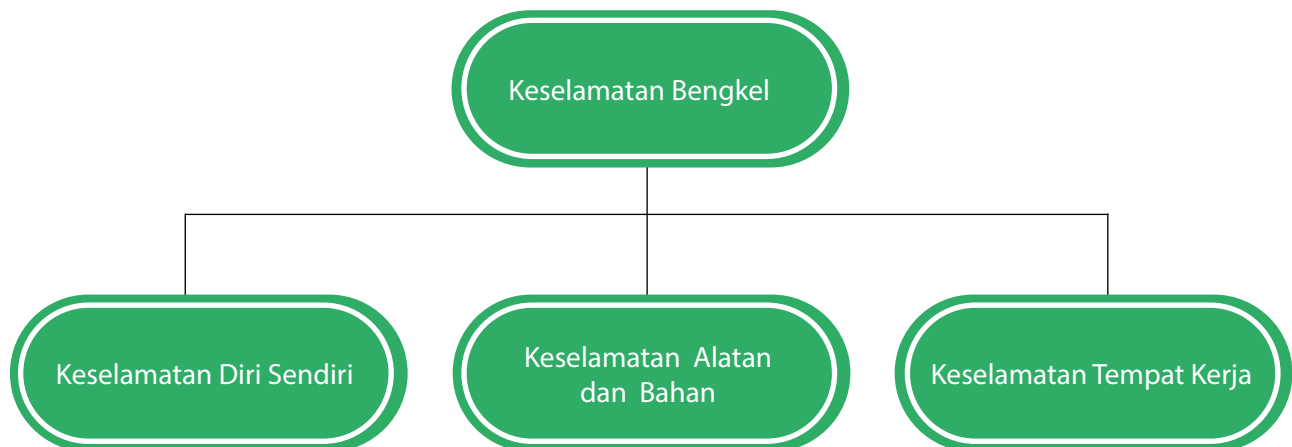 Keselamatan Bengkel
Keselamatan Diri Sendiri
Keselamatan Alatan
dan Bahan
Keselamatan Tempat Kerja